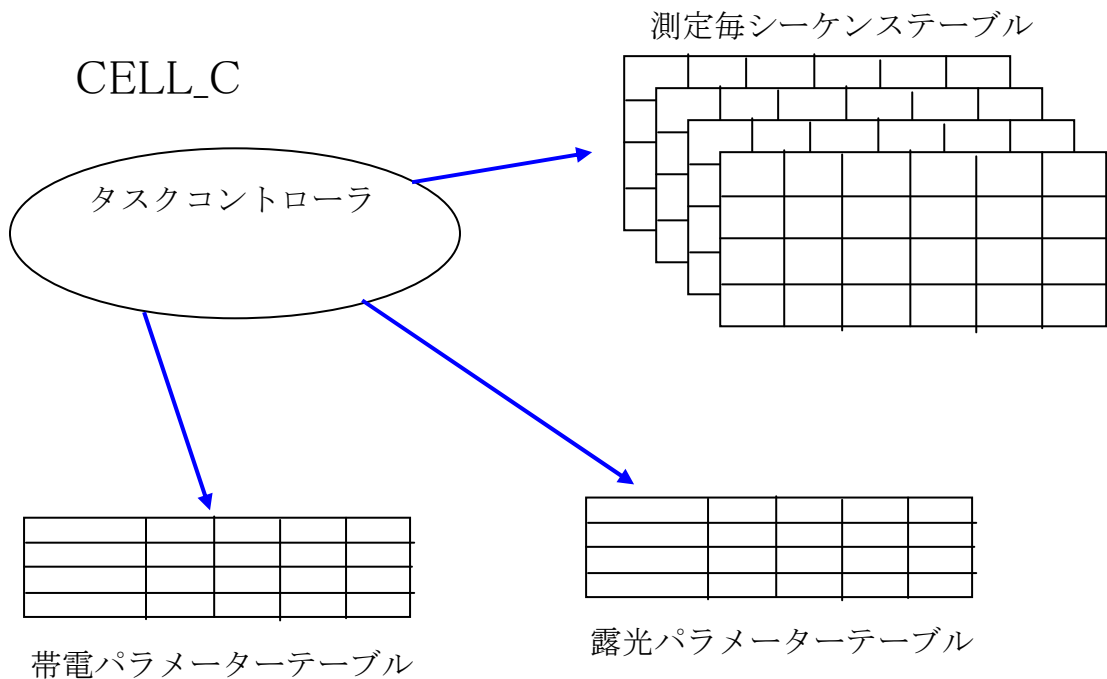 測定毎シーケンステーブル
CELL_C
タスクコントローラ
露光パラメーターテーブル
帯電パラメーターテーブル